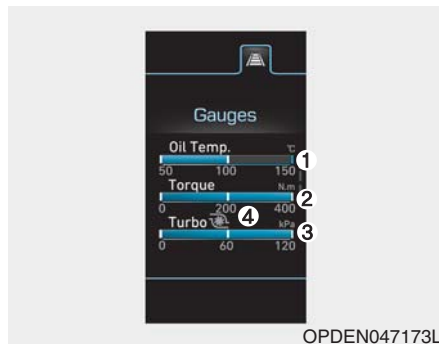 Gauges
Oil Temp. °C
1
50 100 150
Torque N.m
2
0 200 400
Turbo 4 kPa
3
0 60 120
OPDEN047173L